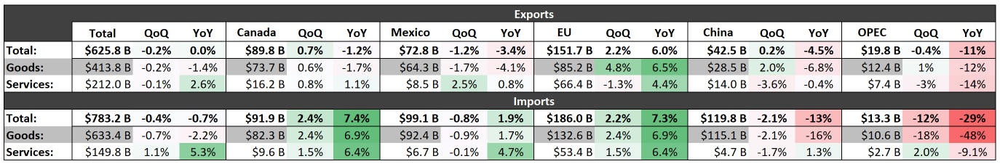 Exports
Total QoQ YoY Canada QoQ YoY Mexico QoQ YoY EU QoQ YoY China QoQ YoY OPEC QoQ YoY
Total: $625.8 B -0.2% 0.0% $89.8 B 0.7% -1.2% $72.8 B -1.2% -3.4% $151.7 B 2.2% 6.0% $42.5 B 0.2% -4.5% $19.8 B -0.4% -11%
Goods: $413.8 B -0.2% -1.4% $73.7 B 0.6% -1.7% $64.3 B -1.7% -4.1% $85.2 B 4.8% 6.5% $28.5 B 2.0% -6.8% $12.4 B 1% -12%
Services: $212.0 B -0.1% 2.6% $16.2 B 0.8% 1.1% $8.5 B 2.5% 0.8% $66.4 B -1.3% 4.4% $14.0 B -3.6% -0.4% $7.4 B -3% -14%
Imports
Total: $783.2 B -0.4% -0.7% $91.9 B 2.4% 7.4% $99.1 B -0.8% 1.9% $186.0 B 2.2% 7.3% $119.8 B -2.1% -13% $13.3 B -12% -29%
Goods: $633.4 B -0.7% -2.2% $82.3 B 2.4% 6.9% $92.4 B -0.9% 1.7% $132.6 B 2.4% 6.9% $115.1 B -2.1% -16% $10.6 B -18% -48%
Services: $149.8 B 1.1% 5.3% $9.6 B 1.5% 6.4% $6.7 B -0.1% 4.7% $53.4 B 1.5% 6.4% $4.7 B -1.7% 1.3% $2.7 B 2.0% -9.1%